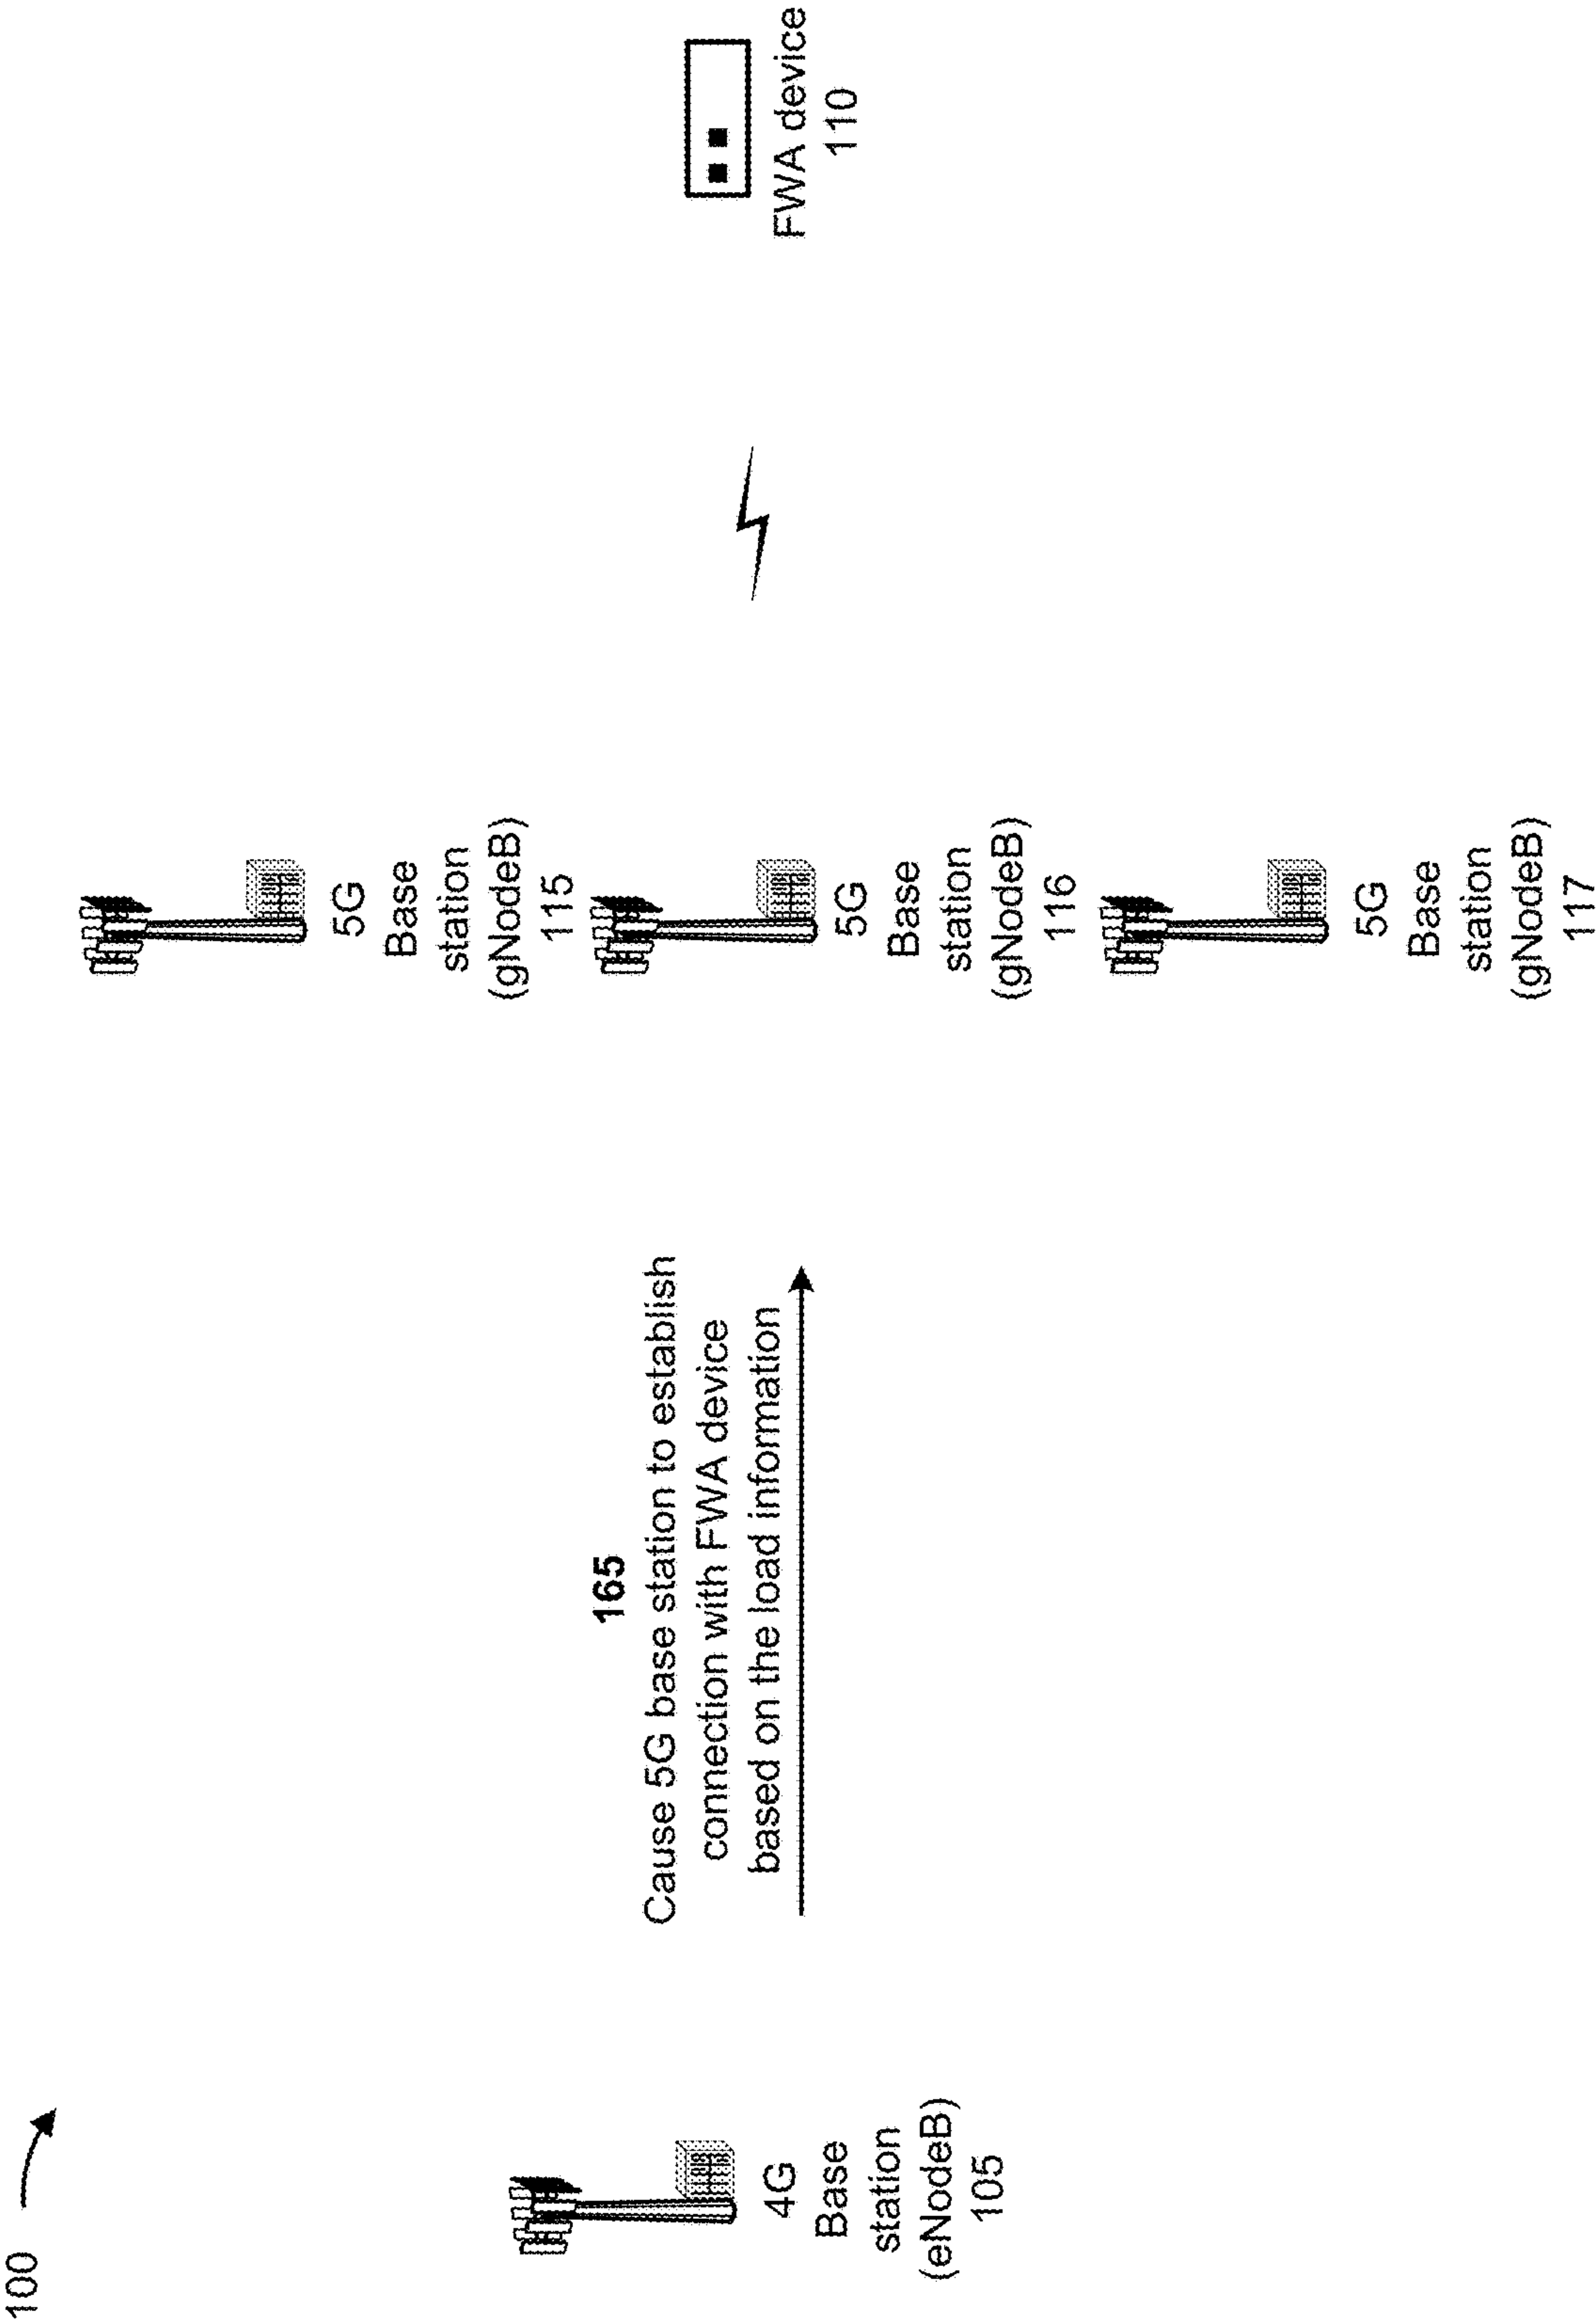 100
4G
Base
station
(eNodeB)
105
165
Cause 5G base station to establish
connection with FWA device
based on the load information
5G
Base
station
(gNodeB)
115
5G
Base
station
(gNodeB)
116
5G
Base
station
(gNodeB)
117
FWA device
110